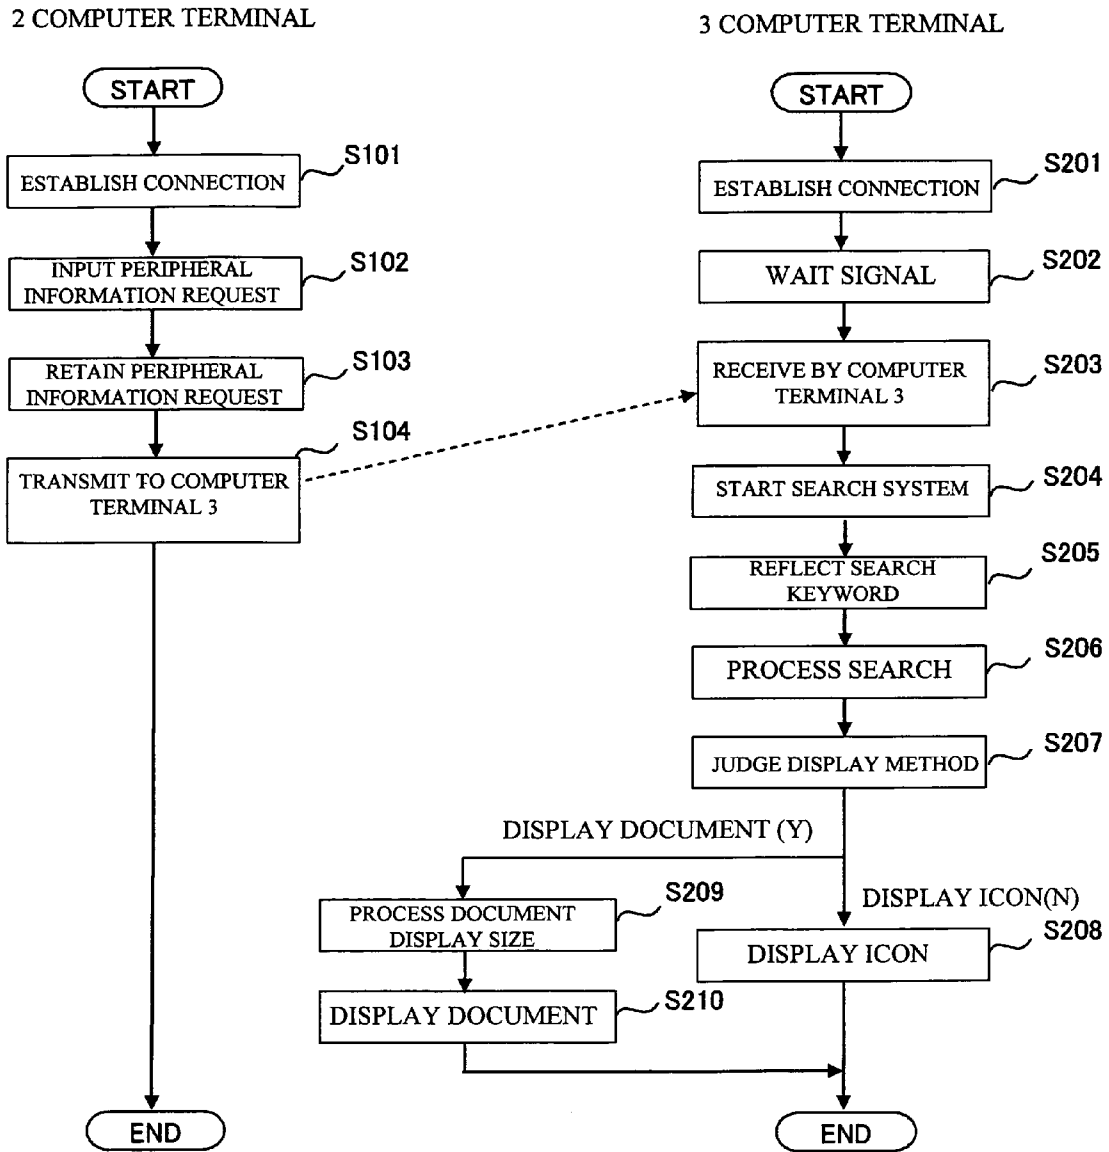 2 COMPUTER TERMINAL
START
ESTABLISH CONNECTION
S101
INPUT PERIPHERAL
INFORMATION REQUEST
S102
RETAIN PERIPHERAL
INFORMATION REQUEST
S103
TRANSMIT TO COMPUTER
TERMINAL 3
S104
END
3 COMPUTER TERMINAL
START
ESTABLISH CONNECTION
S201
WAIT SIGNAL
S202
RECEIVE BY COMPUTER
TERMINAL 3
S203
START SEARCH SYSTEM
S204
REFLECT SEARCH
KEYWORD
S205
PROCESS SEARCH
S206
JUDGE DISPLAY METHOD
S207
DISPLAY DOCUMENT (Y)
PROCESS DOCUMENT
DISPLAY SIZE
S209
DISPLAY DOCUMENT
S210
DISPLAY ICON(N)
DISPLAY ICON
S208
END